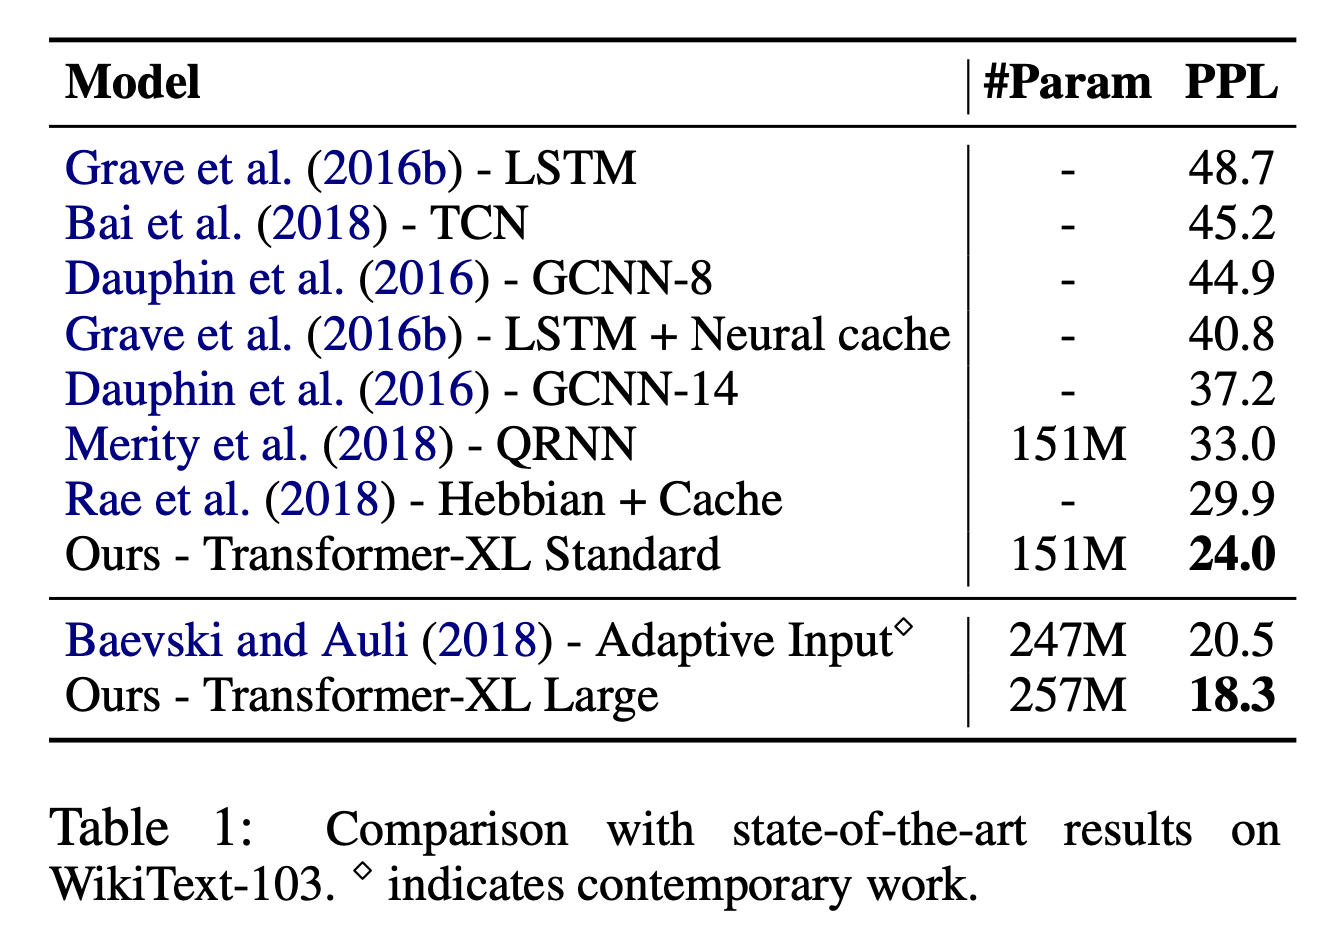 Model #Param PPL
Grave et al. (2016b) - LSTM - 48.7
Bai et al. (2018) - TCN - 45.2
Dauphin et al. (2016) - GCNN-8 - 44.9
Grave et al. (2016b) - LSTM + Neural cache - 40.8
Dauphin et al. (2016) - GCNN-14 - 37.2
Merity et al. (2018) - QRNN 151M 33.0
Rae et al. (2018) - Hebbian + Cache - 29.9
Ours - Transformer-XL Standard 151M 24.0
Baevski and Auli (2018) - Adaptive Input◇ 247M 20.5
Ours - Transformer-XL Large 257M 18.3
Table 1: Comparison with state-of-the-art results on
WikiText-103. ◇ indicates contemporary work.